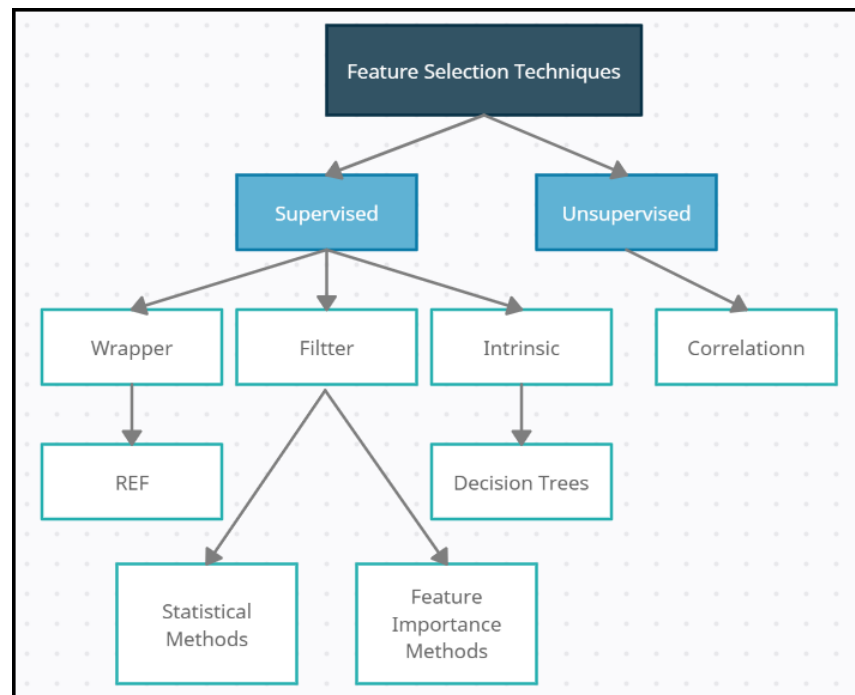 Feature Selection Techniques
Supervised
Unsupervised
Wrapper
Filtter
Intrinsic
Correlationn
REF
Decision Trees
Statistical
Methods
Feature
Importance
Methods